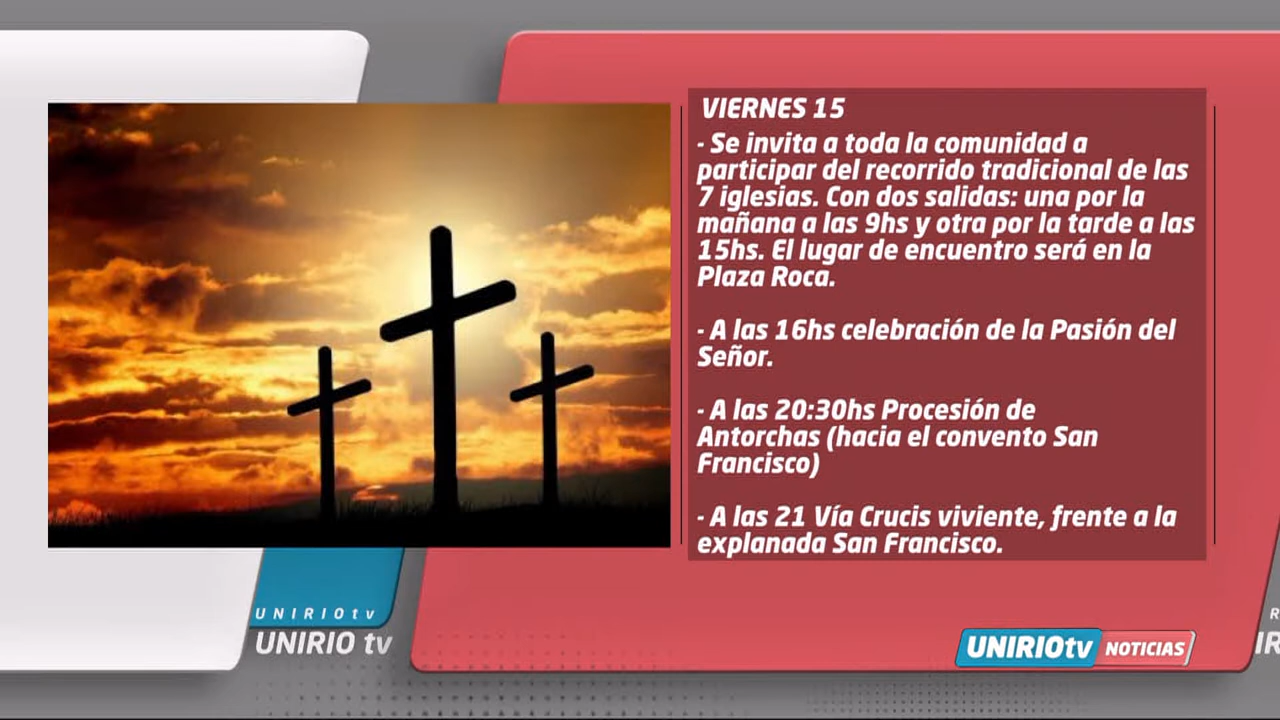 VIERNES 15
- Se invita a toda la comunidad a
participar del recorrido tradicional de las
7 iglesias. Con dos salidas: una por la
mañana a las 9hs y otra por la tarde a las
15hs. El lugar de encuentro será en la
Plaza Roca.
- A las 16hs celebración de la Pasión del
Señor.
- A las 20:30hs Procesión de
Antorchas (hacia el convento San
Francisco)
- A las 21 Vía Crucis viviente, frente a la
explanada San Francisco.
UNIRIOtv
UNIRIO tv
UNIRIOtv NOTICIAS